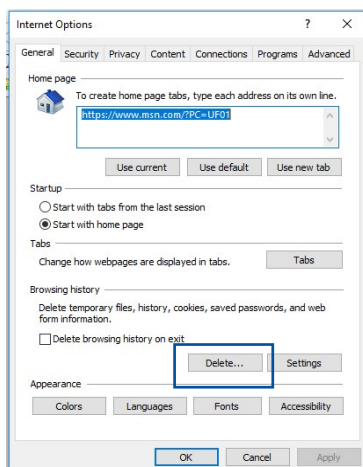 Internet Options ? X
General Security Privacy Content Connections Programs Advanced
Home page
To create home page tabs, type each address on its own line.
https://www.msn.com/?PC=UF01
Use current Use default Use new tab
Startup
Start with tabs from the last session
Start with home page
Tabs
Change how webpages are displayed in tabs. Tabs
Browsing history
Delete temporary files, history, cookies, saved passwords, and web
form information.
Delete browsing history on exit
Delete... Settings
Appearance
Colors Languages Fonts Accessibility
OK Cancel Apply